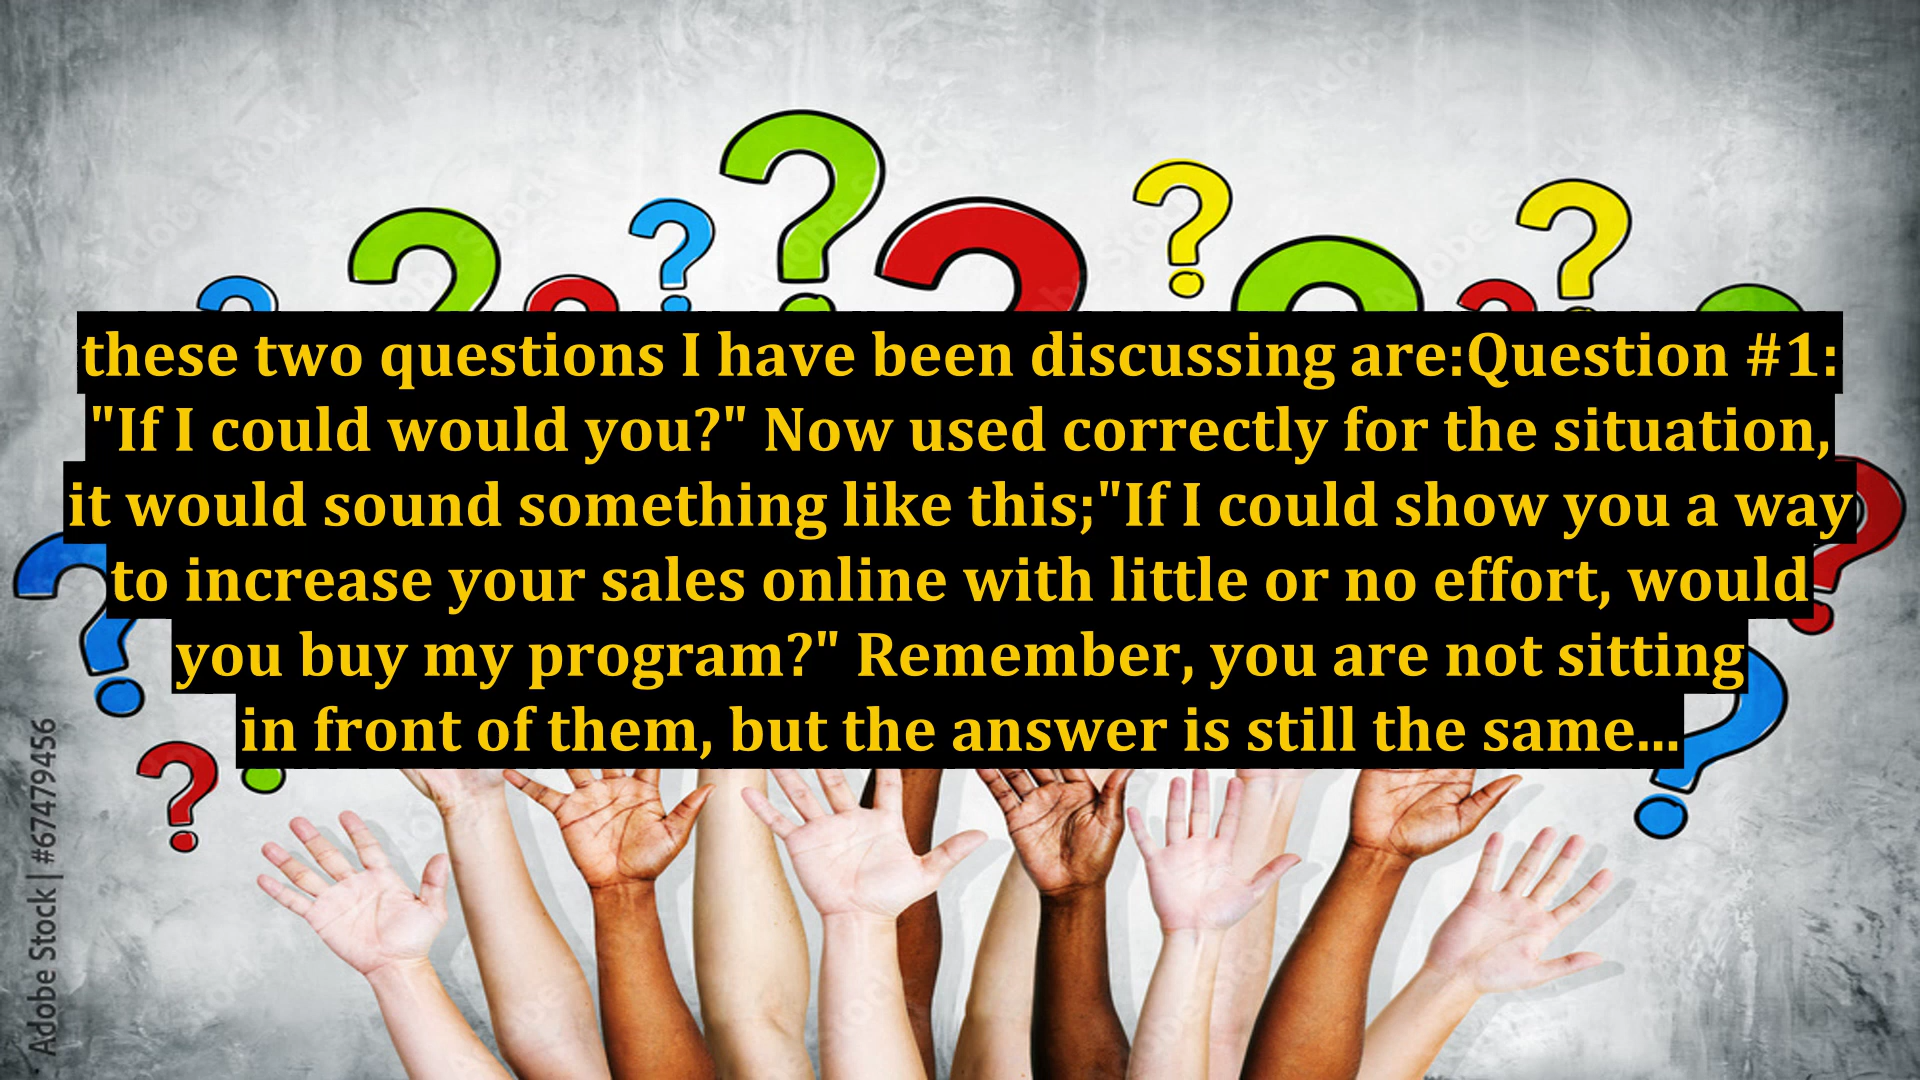 these two questions I have been discussing are:Question #1:
"If I could would you?" Now used correctly for the situation,
it would sound something like this;"If I could show you a way
to increase your sales online with little or no effort, would
you buy my program?" Remember, you are not sitting
in front of them, but the answer is still the same...
Adobe Stock | #67479456